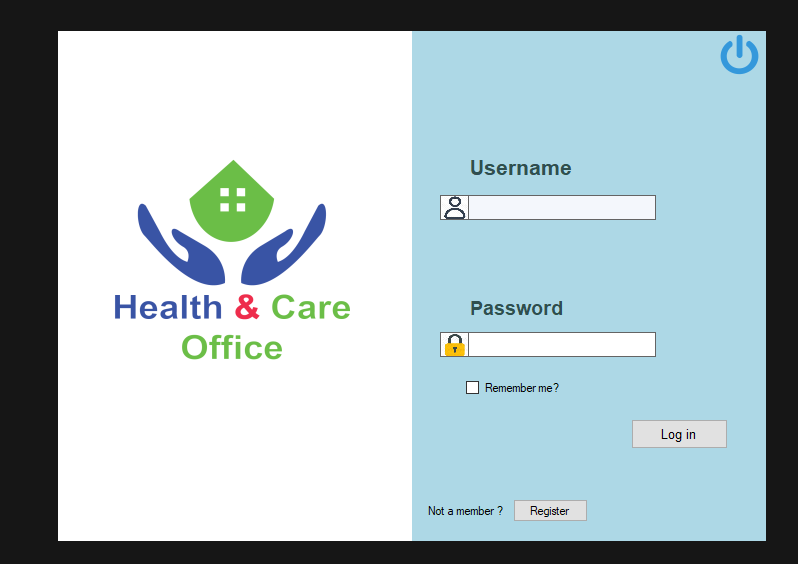 Health & Care
Office
Username
Password
Remember me?
Log in
Not a member ?
Register